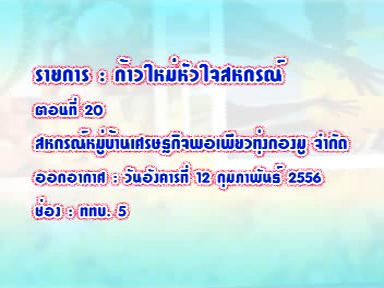 รายการ : ก้าวใหม่หัวใจสหกรณ์
ตอนที่ 20
สหกรณ์หมู่บ้านเศรษฐกิจพอเพียงทุ่งกองมู จำกัด
ออกอากาศ : วันอังคารที่ 12 กุมภาพันธ์ 2556
ช่อง : ททบ. 5